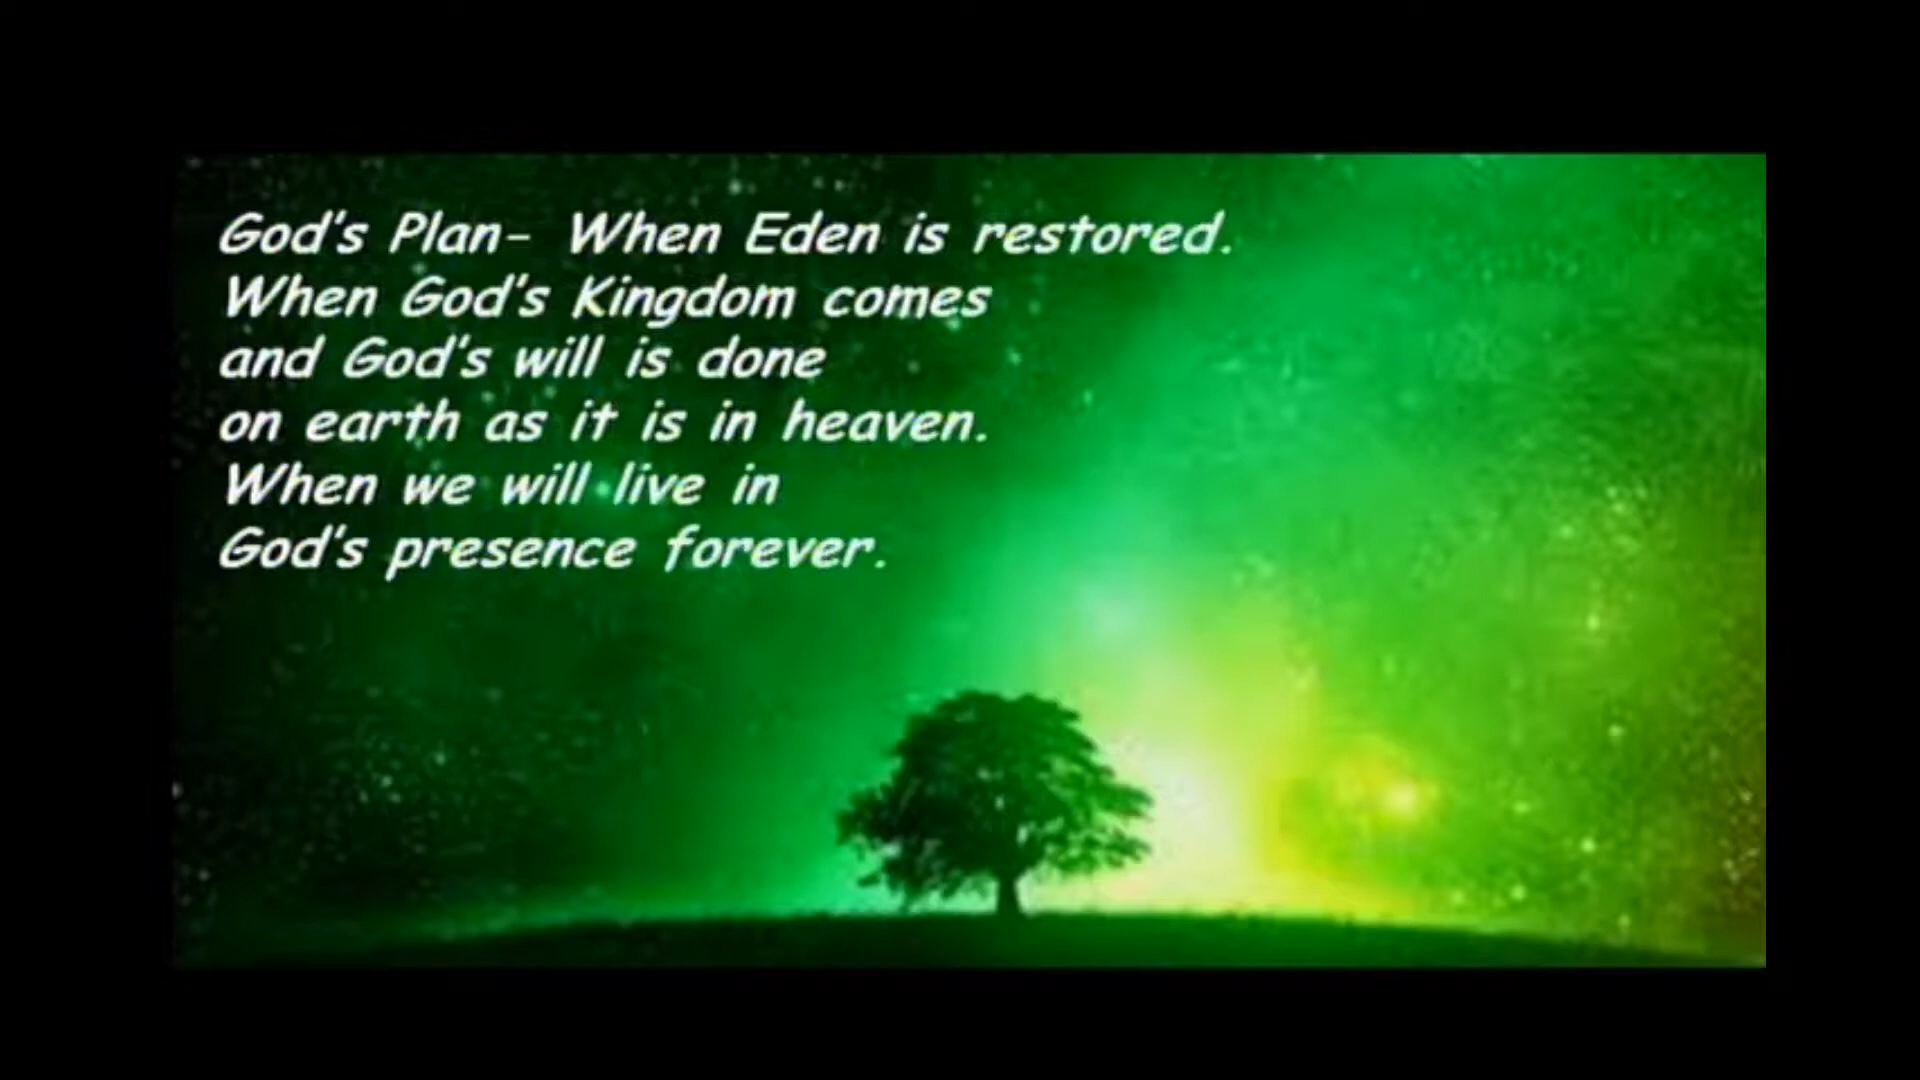 God's Plan- When Eden is restored.
When God's Kingdom comes
and God's will is done
on earth as it is in heaven.
When we will live in
God's presence forever.